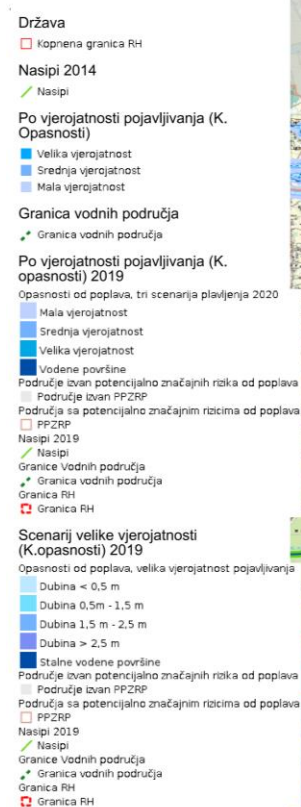 Država
Kopnena granica RH
Nasipi 2014
Nasipi
Po vjerojatnosti pojavljivanja (K.
Opasnosti)
Velika vjerojatnost
Srednja vjerojatnost
Mala vjerojatnost
Granica vodnih područja
Granica vodnih područja
Po vjerojatnosti pojavljivanja (K.
opasnosti) 2019
Opasnosti od poplava, tri scenarija plavljenja 2020
Mala vjerojatnost
Srednja vjerojatnost
Velika vjerojatnost
Vodene površine
Područje izvan potencijalno značajnih rizika od poplava
Područje izvan PPZRP
Područja sa potencijalno značajnim rizicima od poplava
PPZRP
Nasipi 2019
Nasipi
Granice Vodnih područja
Granica vodnih područja
Granica RH
Granica RH
Scenarij velike vjerojatnosti
(K.opasnosti) 2019
Opasnosti od poplava, velika vjerojatnost pojavljivanja
Dubina < 0,5 m
Dubina 0,5m - 1,5 m
Dubina 1,5 m - 2,5 m
Dubina > 2,5 m
Stalne vodene površine
Područje izvan potencijalno značajnih rizika od poplava
Područje izvan PPZRP
Područja sa potencijalno značajnim rizicima od poplava
PPZRP
Nasipi 2019
Nasipi
Granice Vodnih područja
Granica vodnih područja
Granica RH
Granica RH